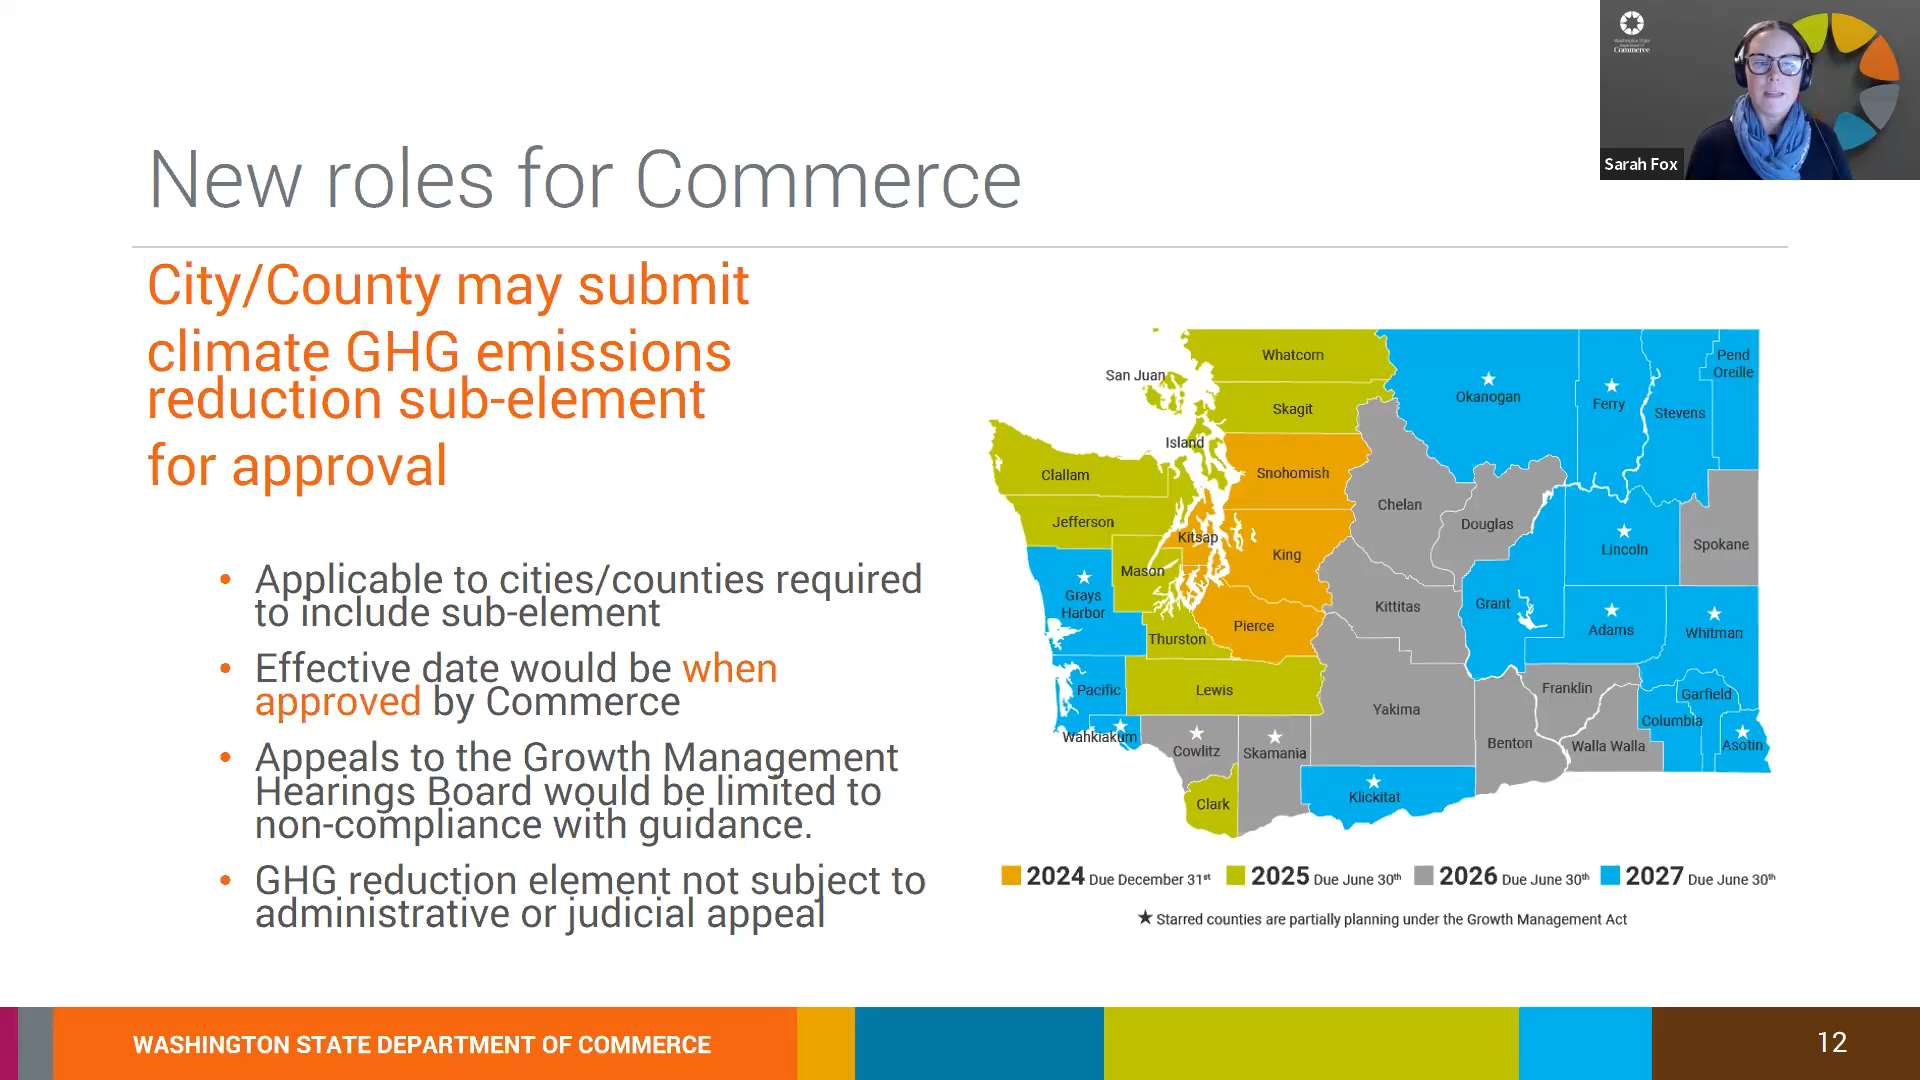 New roles for Commerce
City/County may submit
climate GHG emissions
reduction sub-element
for approval
• Applicable to cities/counties required
to include sub-element
• Effective date would be when
approved by Commerce
• Appeals to the Growth Management
Hearings Board would be limited to
non-compliance with guidance.
• GHG reduction element not subject to
administrative or judicial appeal
Commerce
Sarah Fox
Whatcom
San Juan
Skagit
Island
Snohomish
Clallam
Jefferson
Kitsap
King
Mason
Grays
Harbor
Pierce
Thurston
Pacific
Lewis
Wahkiakum
Cowlitz
Skamania
Clark
Okanogan
Ferry
Stevens
Pend
Oreille
Chelan
Douglas
Lincoln
Spokane
Kittitas
Grant
Adams
Whitman
Yakima
Franklin
Garfield
Columbia
Benton
Walla Walla
Asotin
Klickitat
2024 Due December 31st
2025 Due June 30th
2026 Due June 30th
2027 Due June 30th
★ Starred counties are partially planning under the Growth Management Act
WASHINGTON STATE DEPARTMENT OF COMMERCE
12